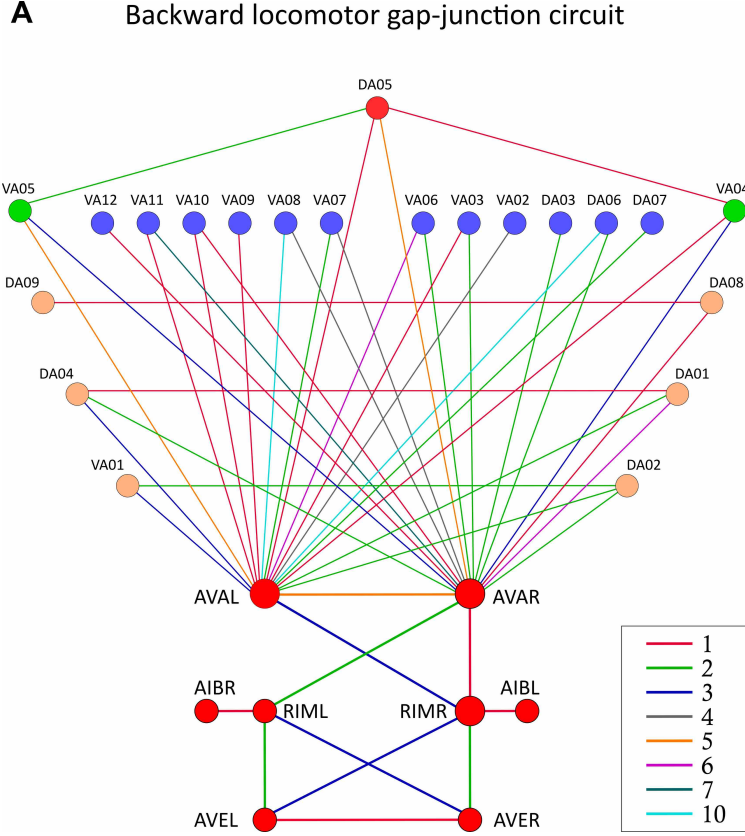 A Backward locomotor gap-junction circuit
DA05
VA05 VA04
VA12 VA11 VA10 VA09 VA08 VA07 VA06 VA03 VA02 DA03 DA06 DA07
DA09 DA08
DA04 DA01
VA01 DA02
AVAL AVAR
AIBR AIBL
RIML RIMR
AVEL AVER
1
2
3
4
5
6
7
10